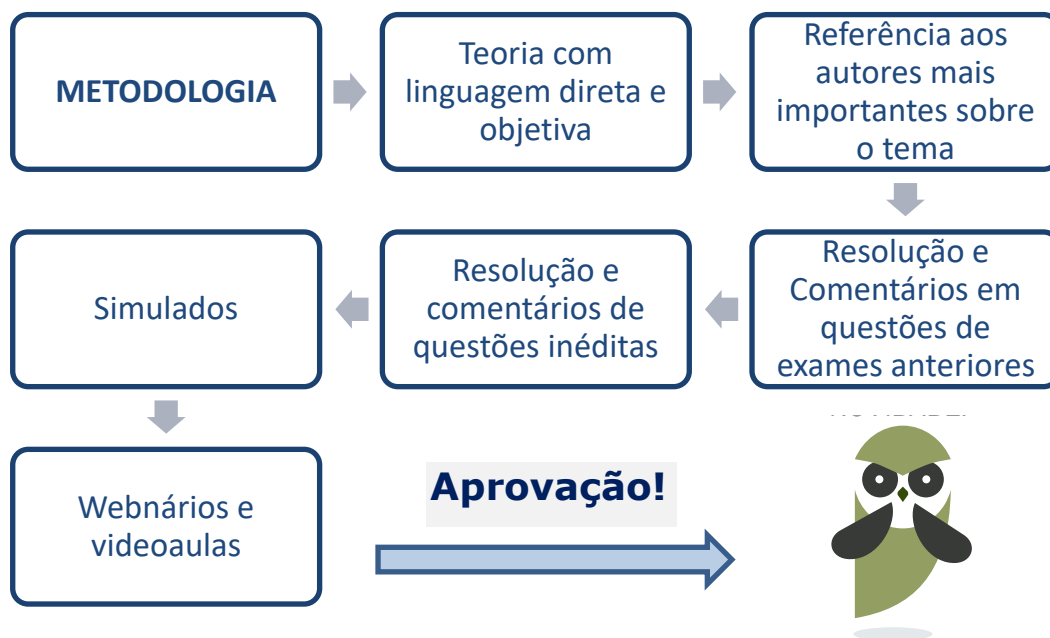 METODOLOGIA
Teoria com
linguagem direta e
objetiva
Referência aos
autores mais
importantes sobre
o tema
Resolução e
Comentários em
questões de
exames anteriores
Resolução e
comentários de
questões inéditas
Simulados
Webnários e
videoaulas
Aprovação!